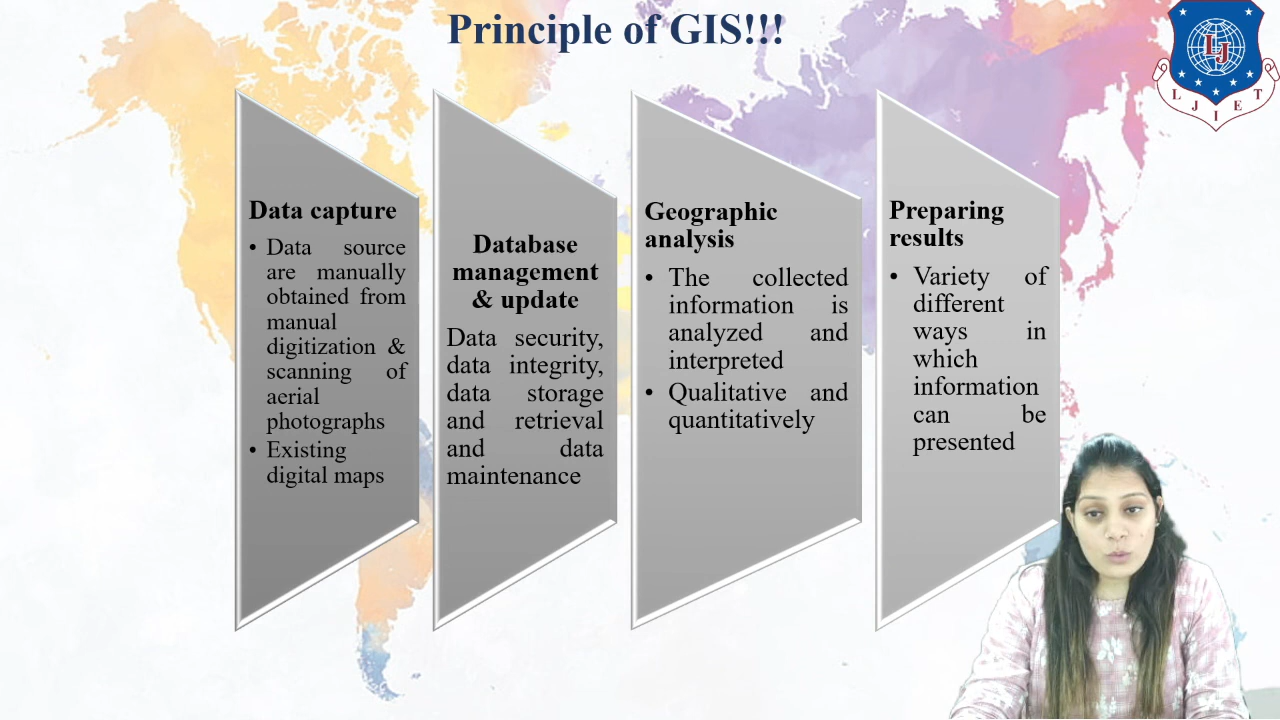 Principle of GIS!!!
LJ
L J I E T
Data capture
• Data source
are manually
obtained from
manual
digitization &
scanning of
aerial
photographs
• Existing
digital maps
Database
management
& update
Data security,
data integrity,
data storage
and retrieval
and data
maintenance
Geographic
analysis
• The collected
information is
analyzed and
interpreted
• Qualitative and
quantitatively
Preparing
results
• Variety of
different
ways in
which
information
can be
presented